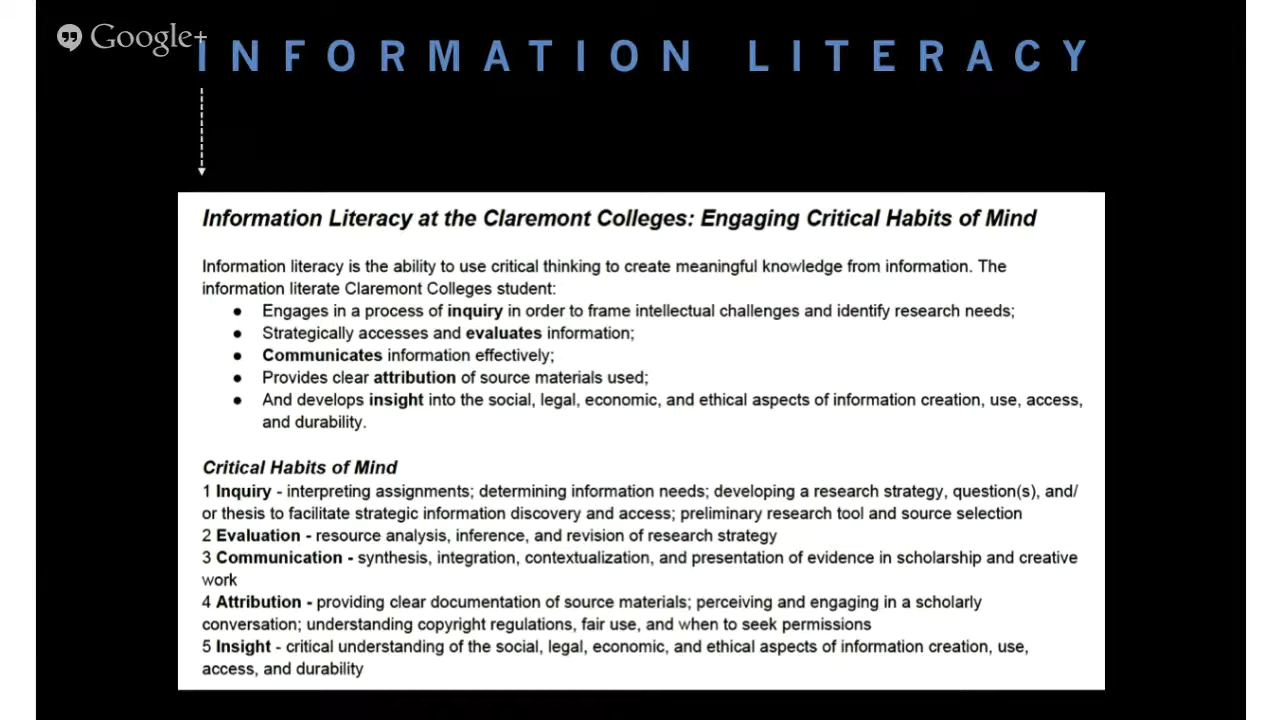 Google+
INFORMATION LITERACY
Information Literacy at the Claremont Colleges: Engaging Critical Habits of Mind
Information literacy is the ability to use critical thinking to create meaningful knowledge from information. The
information literate Claremont Colleges student:
● Engages in a process of inquiry in order to frame intellectual challenges and identify research needs;
● Strategically accesses and evaluates information;
● Communicates information effectively;
● Provides clear attribution of source materials used;
● And develops insight into the social, legal, economic, and ethical aspects of information creation, use, access,
and durability.
Critical Habits of Mind
1 Inquiry - interpreting assignments; determining information needs; developing a research strategy, question(s), and/
or thesis to facilitate strategic information discovery and access; preliminary research tool and source selection
2 Evaluation - resource analysis, inference, and revision of research strategy
3 Communication - synthesis, integration, contextualization, and presentation of evidence in scholarship and creative
work
4 Attribution - providing clear documentation of source materials; perceiving and engaging in a scholarly
conversation; understanding copyright regulations, fair use, and when to seek permissions
5 Insight - critical understanding of the social, legal, economic, and ethical aspects of information creation, use,
access, and durability